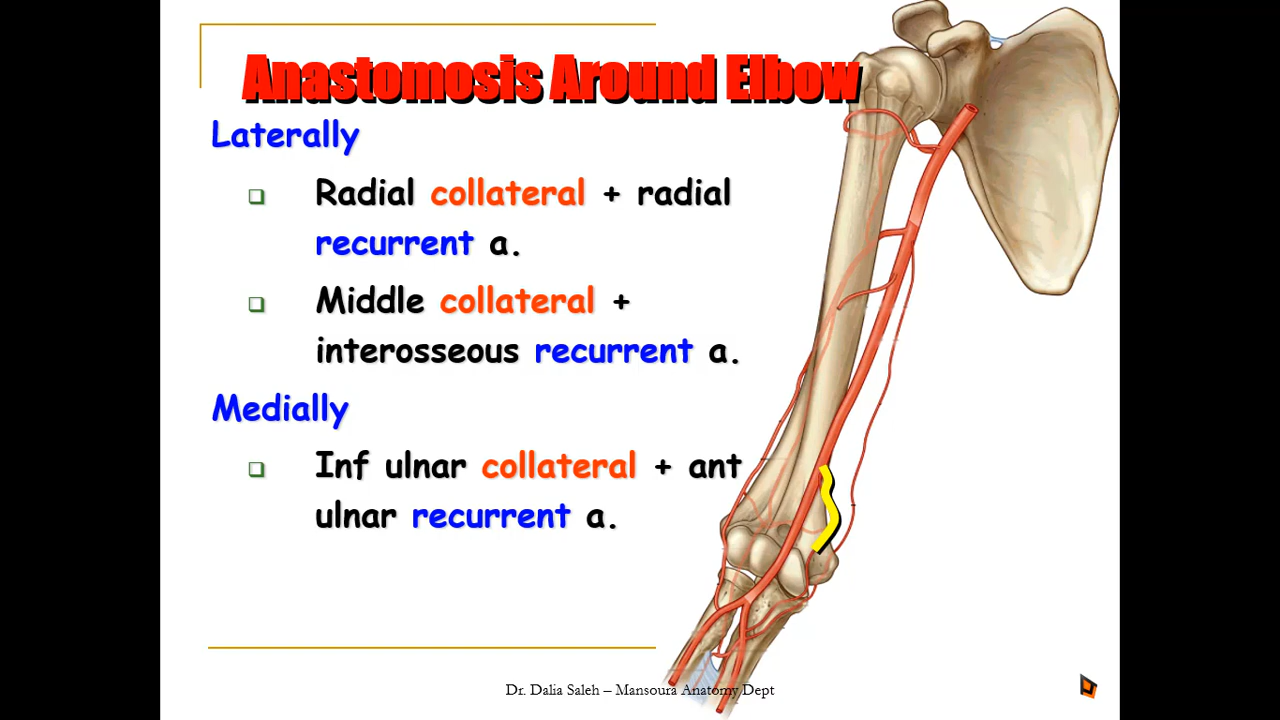 Anastomosis Around Elbow
Laterally
Radial collateral + radial
recurrent a.
Middle collateral +
interosseous recurrent a.
Medially
Inf ulnar collateral + ant
ulnar recurrent a.
Dr. Dalia Saleh – Mansoura Anatomy Dept